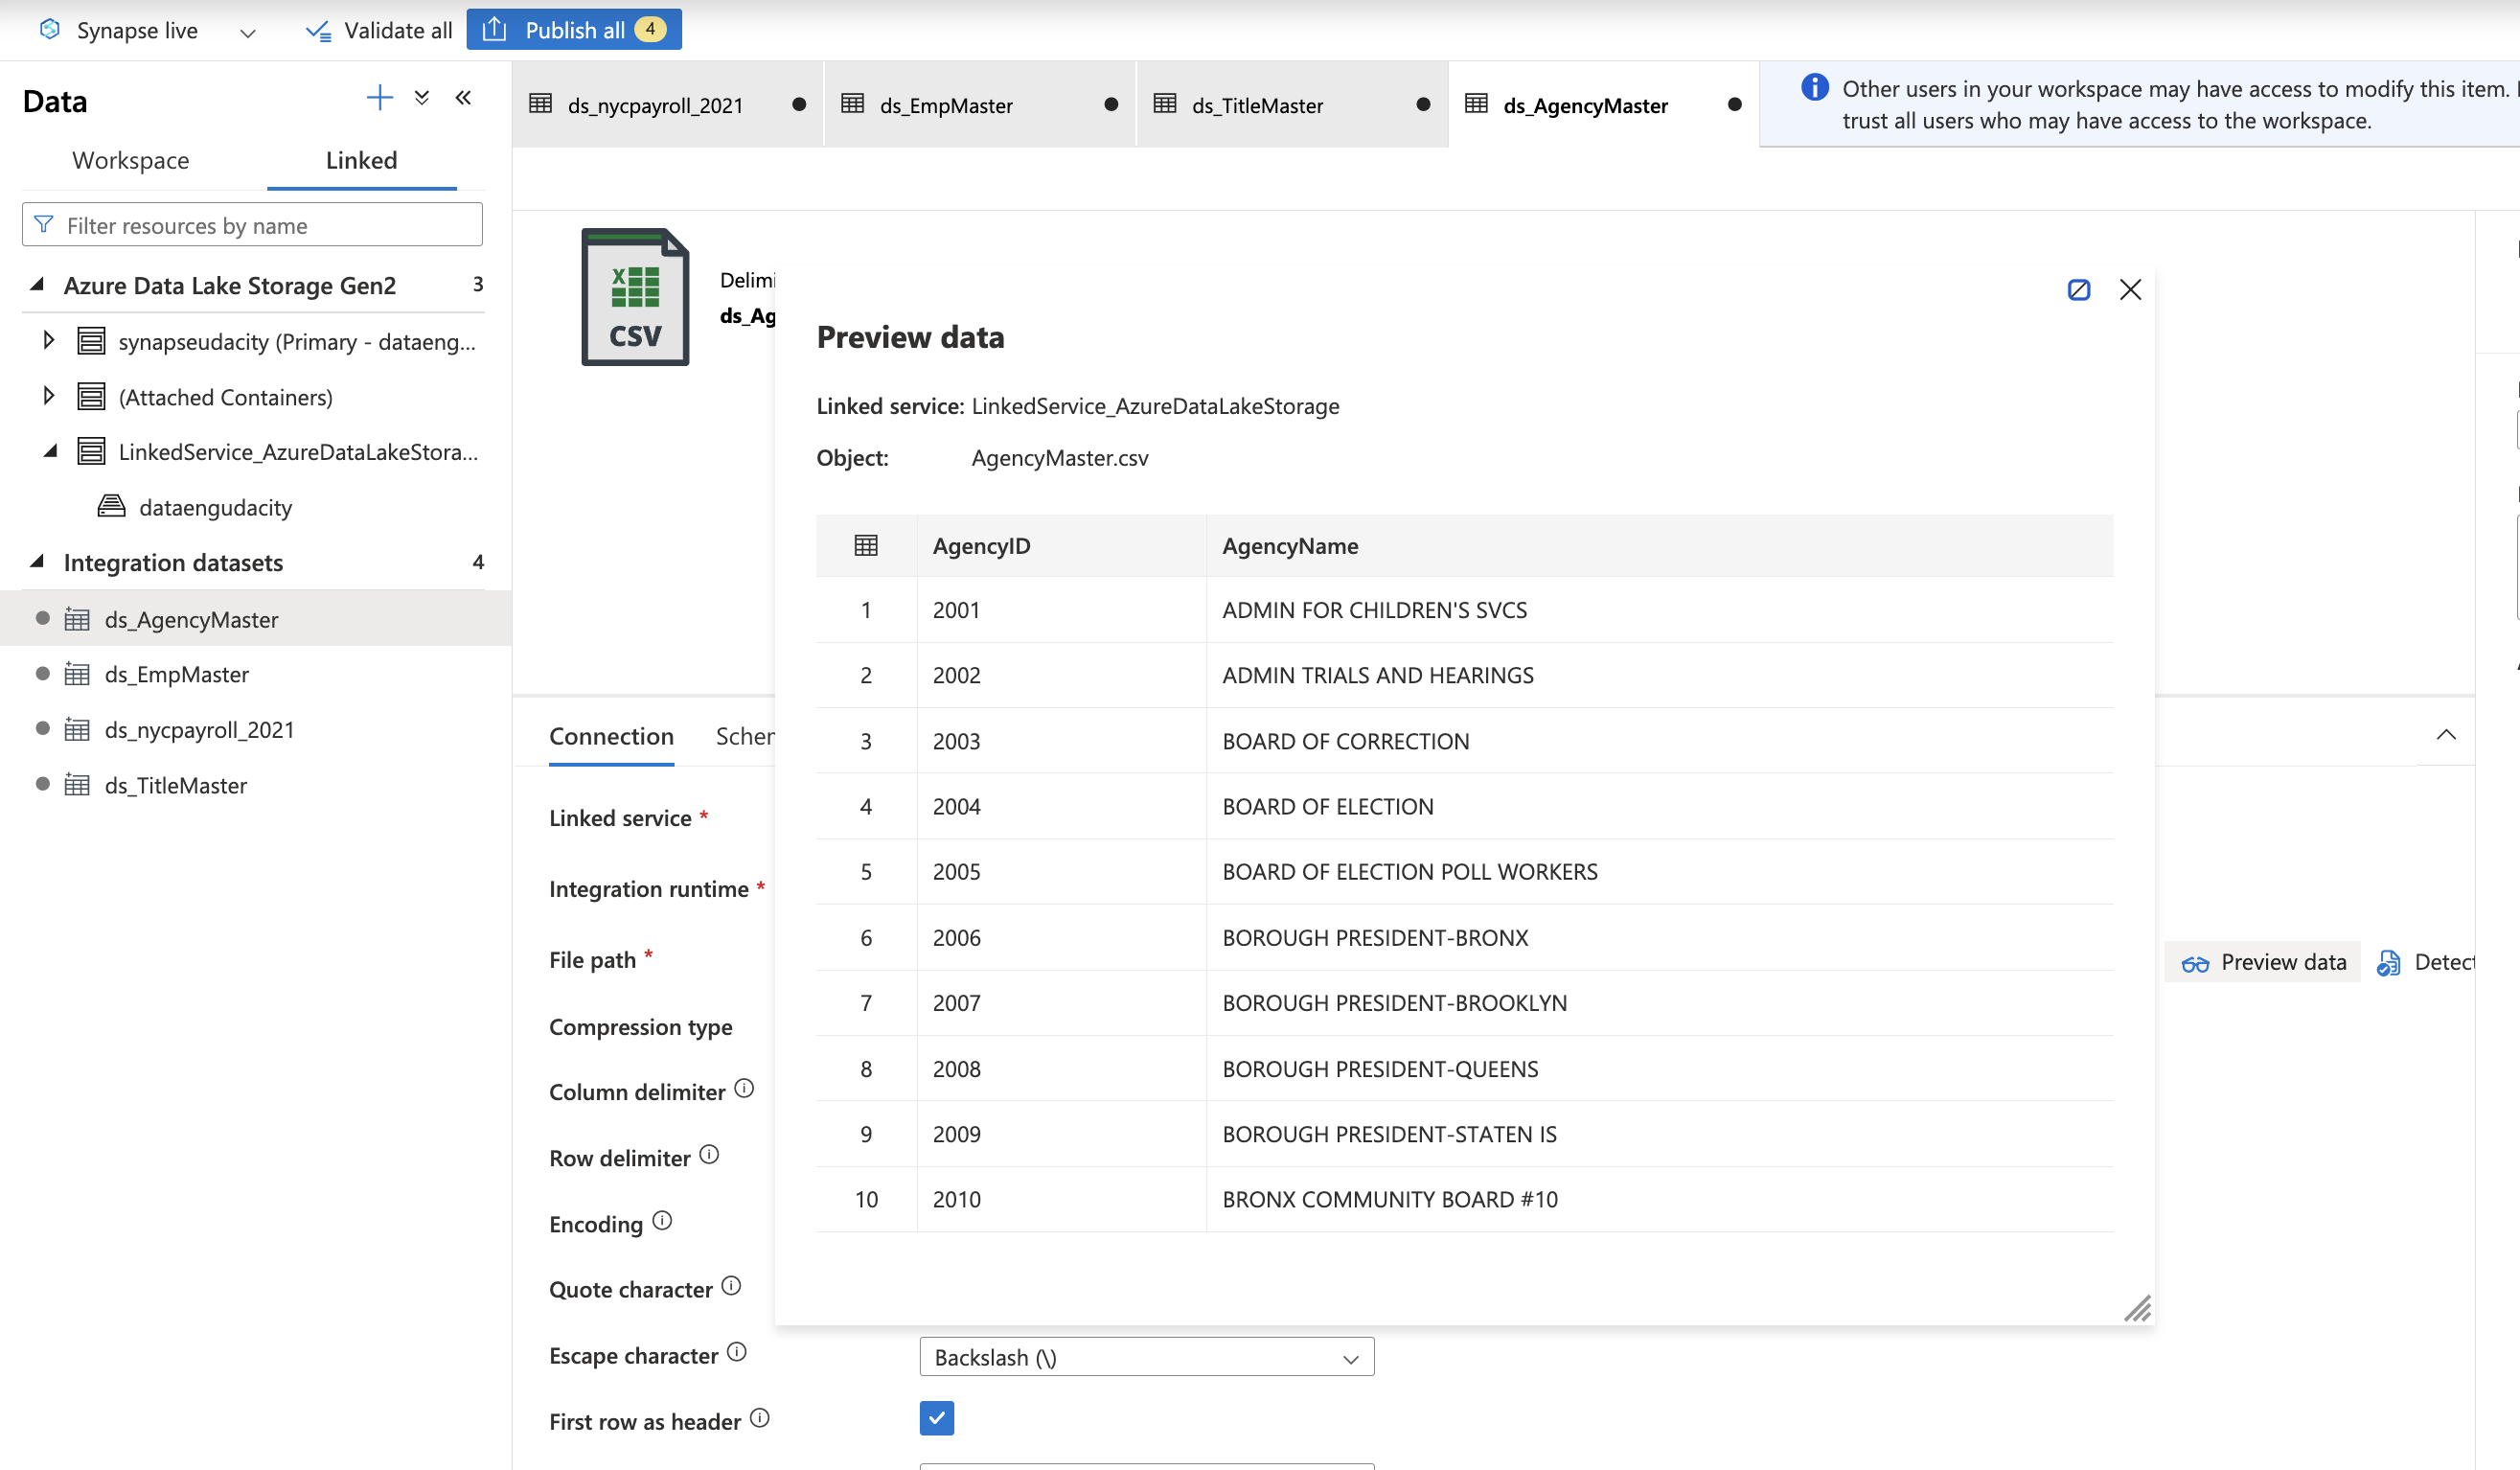 Synapse live
Validate all
Publish all 4
Data
Workspace
Linked
Filter resources by name
Azure Data Lake Storage Gen2 3
synapseudacity (Primary - dataeng...
(Attached Containers)
LinkedService_AzureDataLakeStora...
dataengudacity
Integration datasets 4
ds_AgencyMaster
ds_EmpMaster
ds_nycpayroll_2021
ds_TitleMaster
ds_nycpayroll_2021
ds_EmpMaster
ds_TitleMaster
ds_AgencyMaster
Other users in your workspace may have access to modify this item.
trust all users who may have access to the workspace.
CSV
Delimi
ds_Ag
Preview data
Linked service: LinkedService_AzureDataLakeStorage
Object: AgencyMaster.csv
AgencyID AgencyName
1 2001 ADMIN FOR CHILDREN'S SVCS
2 2002 ADMIN TRIALS AND HEARINGS
3 2003 BOARD OF CORRECTION
4 2004 BOARD OF ELECTION
5 2005 BOARD OF ELECTION POLL WORKERS
6 2006 BOROUGH PRESIDENT-BRONX
7 2007 BOROUGH PRESIDENT-BROOKLYN
8 2008 BOROUGH PRESIDENT-QUEENS
9 2009 BOROUGH PRESIDENT-STATEN IS
10 2010 BRONX COMMUNITY BOARD #10
Connection
Schem
Linked service *
Integration runtime *
File path *
Preview data
Detect
Compression type
Column delimiter
Row delimiter
Encoding
Quote character
Escape character
Backslash (\)
First row as header